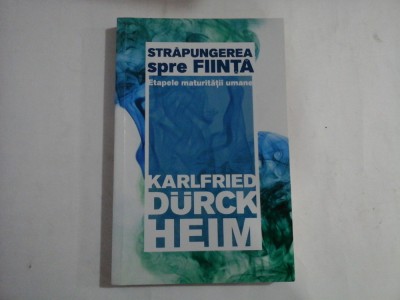 STRĂPUNGEREA
spre FIINȚĂ
Etapele maturității umane
KARLFRIED
DÜRCK
HEIM